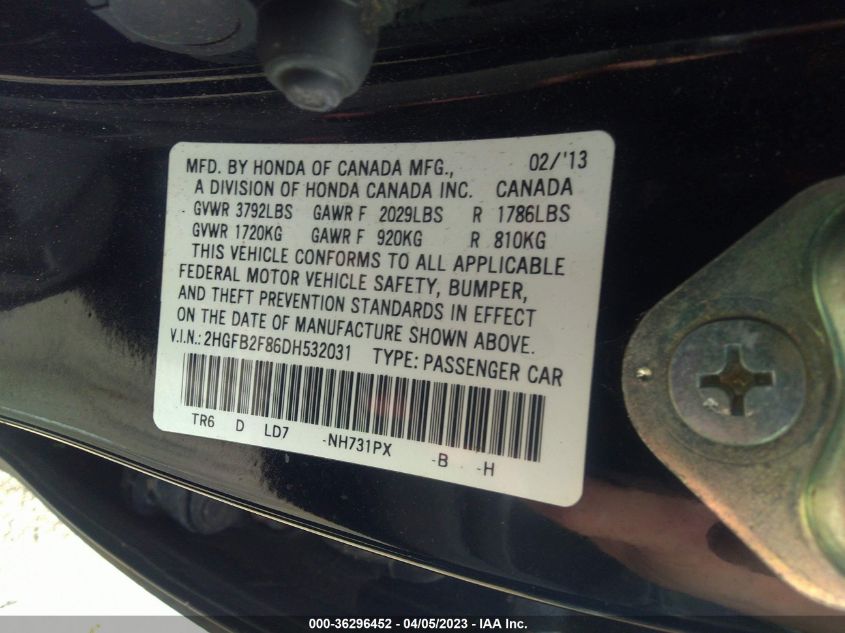 MFD. BY HONDA OF CANADA MFG., 02/'13
A DIVISION OF HONDA CANADA INC. CANADA
GVWR 3792LBS GAWR F 2029LBS R 1786LBS
GVWR 1720KG GAWR F 920KG R 810KG
THIS VEHICLE CONFORMS TO ALL APPLICABLE
FEDERAL MOTOR VEHICLE SAFETY, BUMPER,
AND THEFT PREVENTION STANDARDS IN EFFECT
ON THE DATE OF MANUFACTURE SHOWN ABOVE.
V.I.N.: 2HGFB2F86DH532031 TYPE: PASSENGER CAR
TR6 D LD7 -NH731PX -B -H
000-36296452 - 04/05/2023 - IAA Inc.